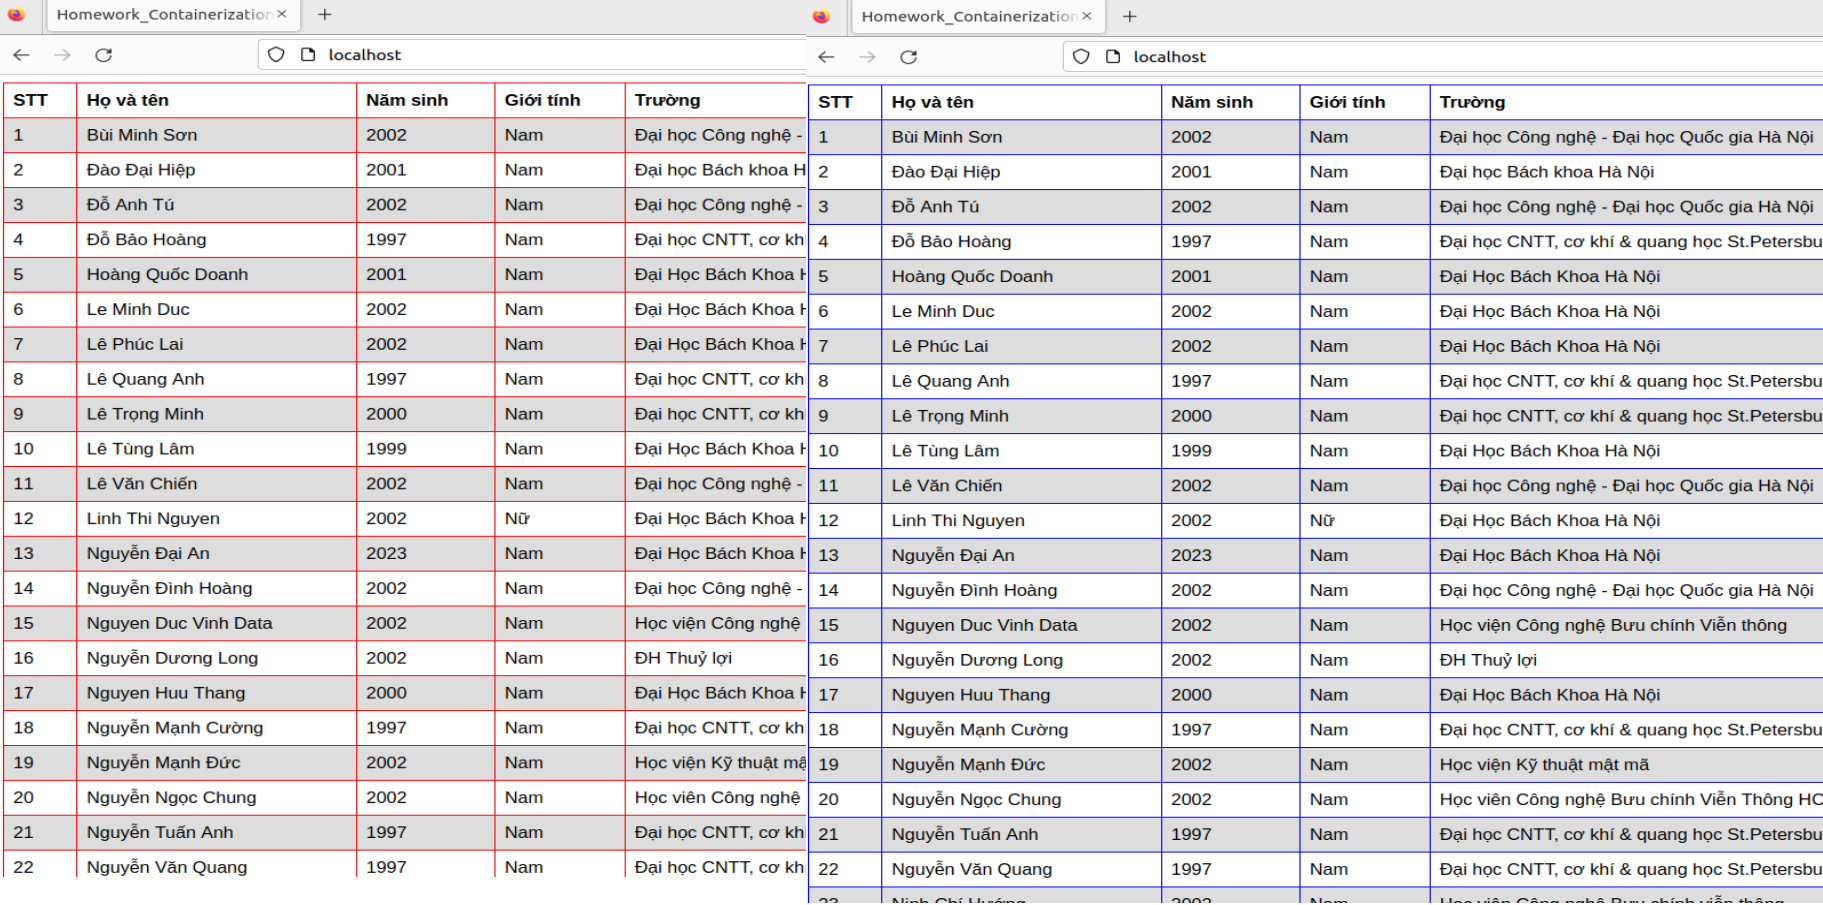 Homework_Containerization
localhost
STT Họ và tên Năm sinh Giới tính Trường
1 Bùi Minh Sơn 2002 Nam Đại học Công nghệ -
2 Đào Đại Hiệp 2001 Nam Đại học Bách khoa H
3 Đỗ Anh Tú 2002 Nam Đại học Công nghệ -
4 Đỗ Bảo Hoàng 1997 Nam Đại học CNTT, cơ kh
5 Hoàng Quốc Doanh 2001 Nam Đại Học Bách Khoa H
6 Le Minh Duc 2002 Nam Đại Học Bách Khoa H
7 Lê Phúc Lai 2002 Nam Đại Học Bách Khoa H
8 Lê Quang Anh 1997 Nam Đại học CNTT, cơ kh
9 Lê Trọng Minh 2000 Nam Đại học CNTT, cơ kh
10 Lê Tùng Lâm 1999 Nam Đại Học Bách Khoa H
11 Lê Văn Chiến 2002 Nam Đại học Công nghệ -
12 Linh Thi Nguyen 2002 Nữ Đại Học Bách Khoa H
13 Nguyễn Đại An 2023 Nam Đại Học Bách Khoa H
14 Nguyễn Đình Hoàng 2002 Nam Đại học Công nghệ -
15 Nguyen Duc Vinh Data 2002 Nam Học viện Công nghệ
16 Nguyễn Dương Long 2002 Nam ĐH Thuỷ lợi
17 Nguyen Huu Thang 2000 Nam Đại Học Bách Khoa H
18 Nguyễn Mạnh Cường 1997 Nam Đại học CNTT, cơ kh
19 Nguyễn Mạnh Đức 2002 Nam Học viện Kỹ thuật mậ
20 Nguyễn Ngọc Chung 2002 Nam Học viên Công nghệ
21 Nguyễn Tuấn Anh 1997 Nam Đại học CNTT, cơ kh
22 Nguyễn Văn Quang 1997 Nam Đại học CNTT, cơ kh
Homework_Containerization
localhost
STT Họ và tên Năm sinh Giới tính Trường
1 Bùi Minh Sơn 2002 Nam Đại học Công nghệ - Đại học Quốc gia Hà Nội
2 Đào Đại Hiệp 2001 Nam Đại học Bách khoa Hà Nội
3 Đỗ Anh Tú 2002 Nam Đại học Công nghệ - Đại học Quốc gia Hà Nội
4 Đỗ Bảo Hoàng 1997 Nam Đại học CNTT, cơ khí & quang học St.Petersbu
5 Hoàng Quốc Doanh 2001 Nam Đại Học Bách Khoa Hà Nội
6 Le Minh Duc 2002 Nam Đại Học Bách Khoa Hà Nội
7 Lê Phúc Lai 2002 Nam Đại Học Bách Khoa Hà Nội
8 Lê Quang Anh 1997 Nam Đại học CNTT, cơ khí & quang học St.Petersbu
9 Lê Trọng Minh 2000 Nam Đại học CNTT, cơ khí & quang học St.Petersbu
10 Lê Tùng Lâm 1999 Nam Đại Học Bách Khoa Hà Nội
11 Lê Văn Chiến 2002 Nam Đại học Công nghệ - Đại học Quốc gia Hà Nội
12 Linh Thi Nguyen 2002 Nữ Đại Học Bách Khoa Hà Nội
13 Nguyễn Đại An 2023 Nam Đại Học Bách Khoa Hà Nội
14 Nguyễn Đình Hoàng 2002 Nam Đại học Công nghệ - Đại học Quốc gia Hà Nội
15 Nguyen Duc Vinh Data 2002 Nam Học viện Công nghệ Bưu chính Viễn thông
16 Nguyễn Dương Long 2002 Nam ĐH Thuỷ lợi
17 Nguyen Huu Thang 2000 Nam Đại Học Bách Khoa Hà Nội
18 Nguyễn Mạnh Cường 1997 Nam Đại học CNTT, cơ khí & quang học St.Petersbu
19 Nguyễn Mạnh Đức 2002 Nam Học viện Kỹ thuật mật mã
20 Nguyễn Ngọc Chung 2002 Nam Học viên Công nghệ Bưu chính Viễn Thông HC
21 Nguyễn Tuấn Anh 1997 Nam Đại học CNTT, cơ khí & quang học St.Petersbu
22 Nguyễn Văn Quang 1997 Nam Đại học CNTT, cơ khí & quang học St.Petersbu